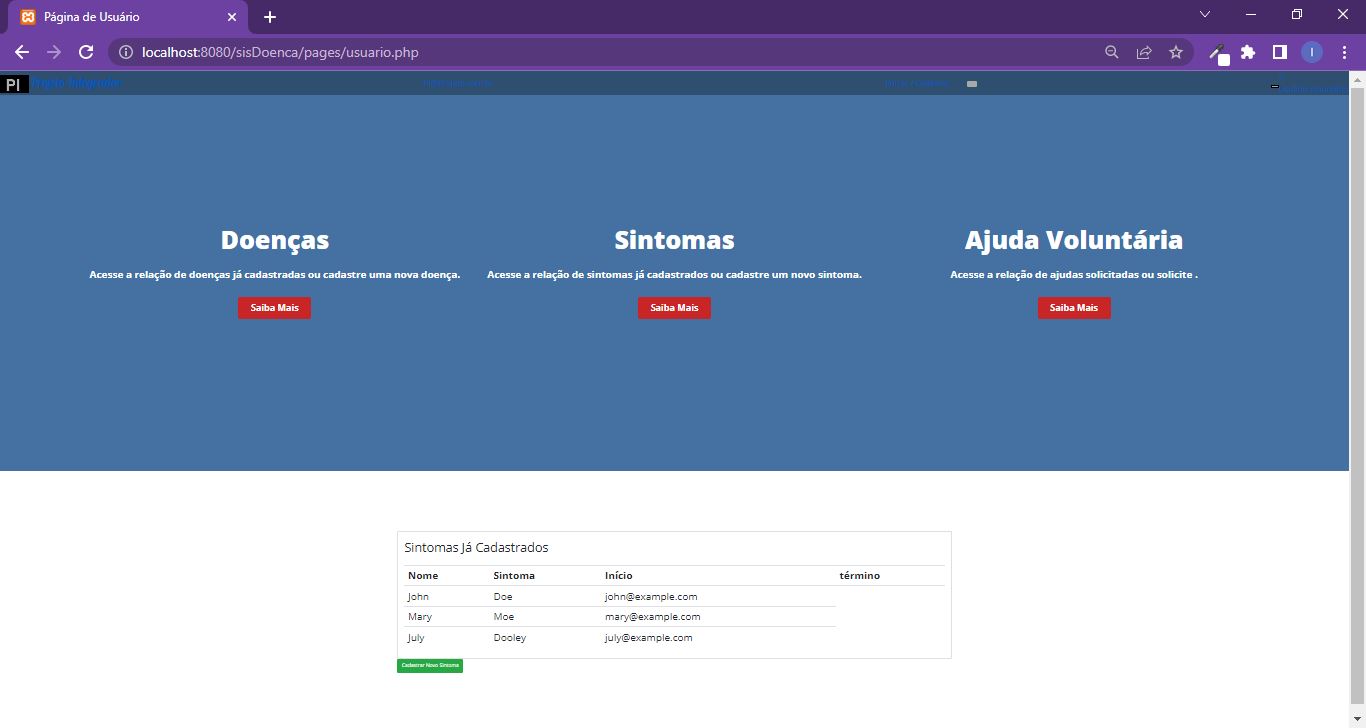 Página de Usuário
localhost:8080/sisDoenca/pages/usuario.php
I
PI Projeto Integrador
Doenças
Acesse a relação de doenças já cadastradas ou cadastre uma nova doença.
Saiba Mais
Sintomas
Acesse a relação de sintomas já cadastrados ou cadastre um novo sintoma.
Saiba Mais
Ajuda Voluntária
Acesse a relação de ajudas solicitadas ou solicite .
Saiba Mais
Sintomas Já Cadastrados
Nome Sintoma Início término
John Doe john@example.com
Mary Moe mary@example.com
July Dooley july@example.com
Cadastrar Novo Sintoma